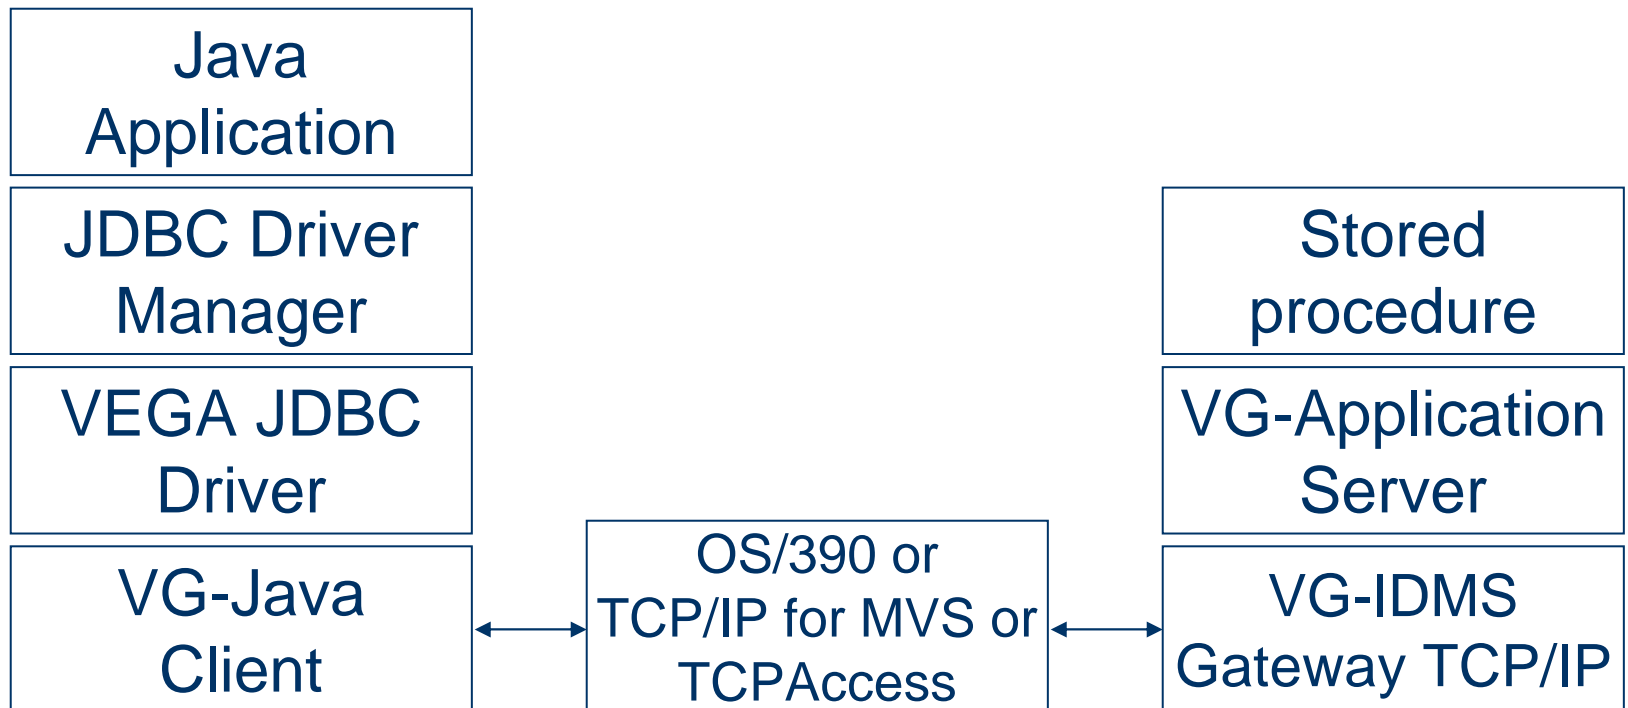 Java
Application
JDBC Driver
Manager
VEGA JDBC
Driver
VG-Java
Client
OS/390 or
TCP/IP for MVS or
TCPAccess
Stored
procedure
VG-Application
Server
VG-IDMS
Gateway TCP/IP